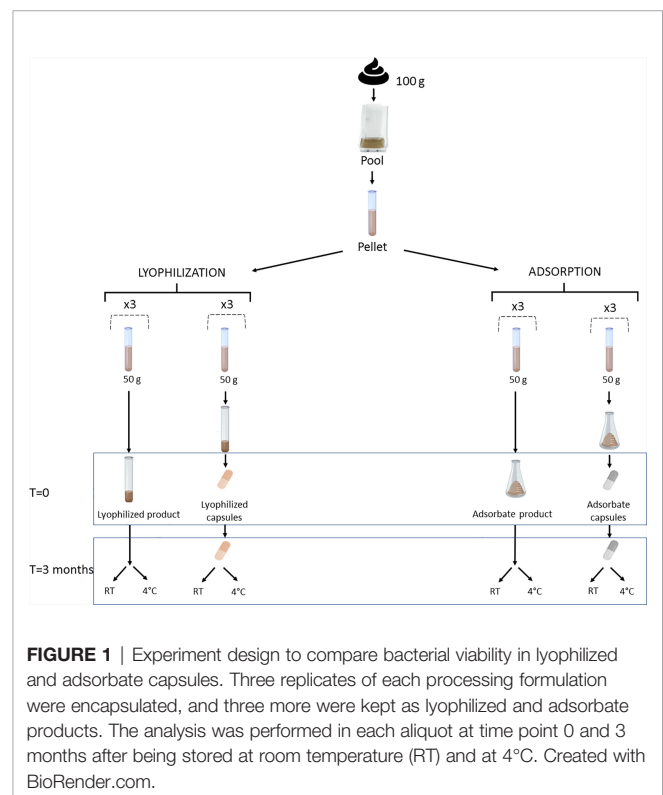 100 g
Pool
Pellet
LYOPHILIZATION
ADSORPTION
x3 x3 x3 x3
50 g 50 g 50 g 50 g
T=0
Lyophilized product
Lyophilized
capsules
Adsorbate product
Adsorbate
capsules
T=3 months
RT 4°C RT 4°C RT 4°C RT 4°C
FIGURE 1 | Experiment design to compare bacterial viability in lyophilized
and adsorbate capsules. Three replicates of each processing formulation
were encapsulated, and three more were kept as lyophilized and adsorbate
products. The analysis was performed in each aliquot at time point 0 and 3
months after being stored at room temperature (RT) and at 4°C. Created with
BioRender.com.